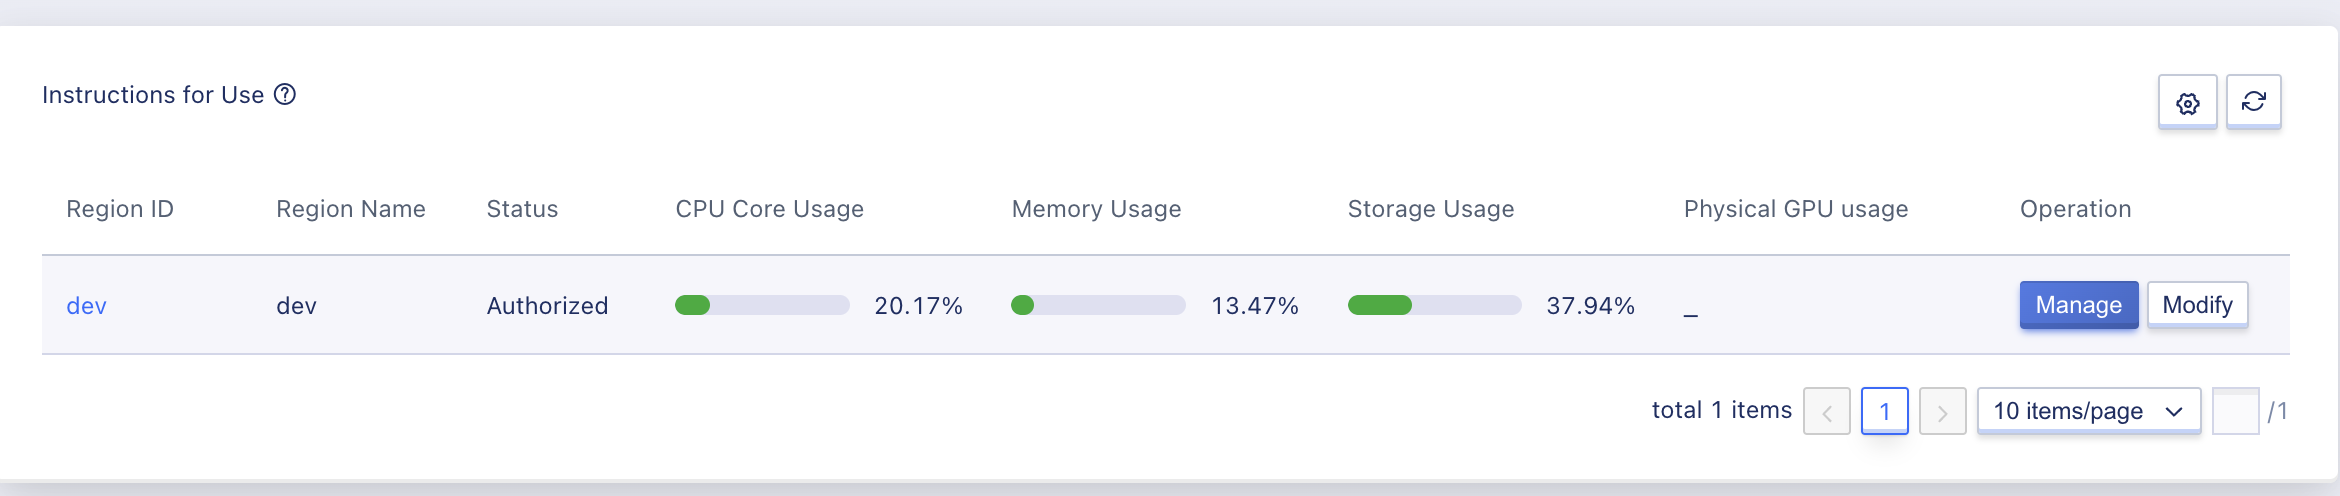 Instructions for Use
Region ID Region Name Status CPU Core Usage Memory Usage Storage Usage Physical GPU usage Operation
dev dev Authorized 20.17% 13.47% 37.94% _ Manage Modify
total 1 items 1 10 items/page /1